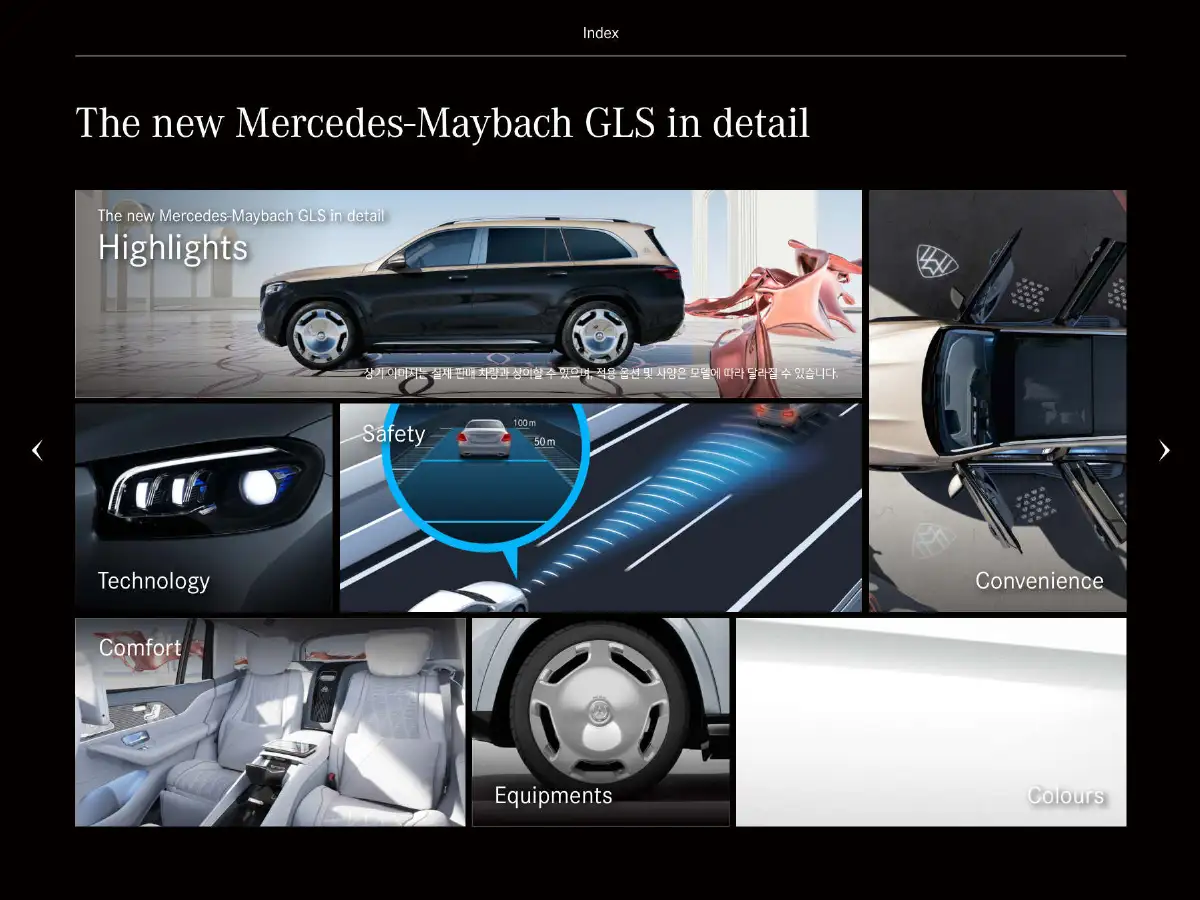 Index
The new Mercedes-Maybach GLS in detail
The new Mercedes-Maybach GLS in detail
Highlights
상기 이미지는 실제 판매 차량과 상이할 수 있으며, 적용 옵션 및 사양은 모델에 따라 달라질 수 있습니다.
Safety
100 m
50 m
Technology
Convenience
Comfort
Equipments
Colours